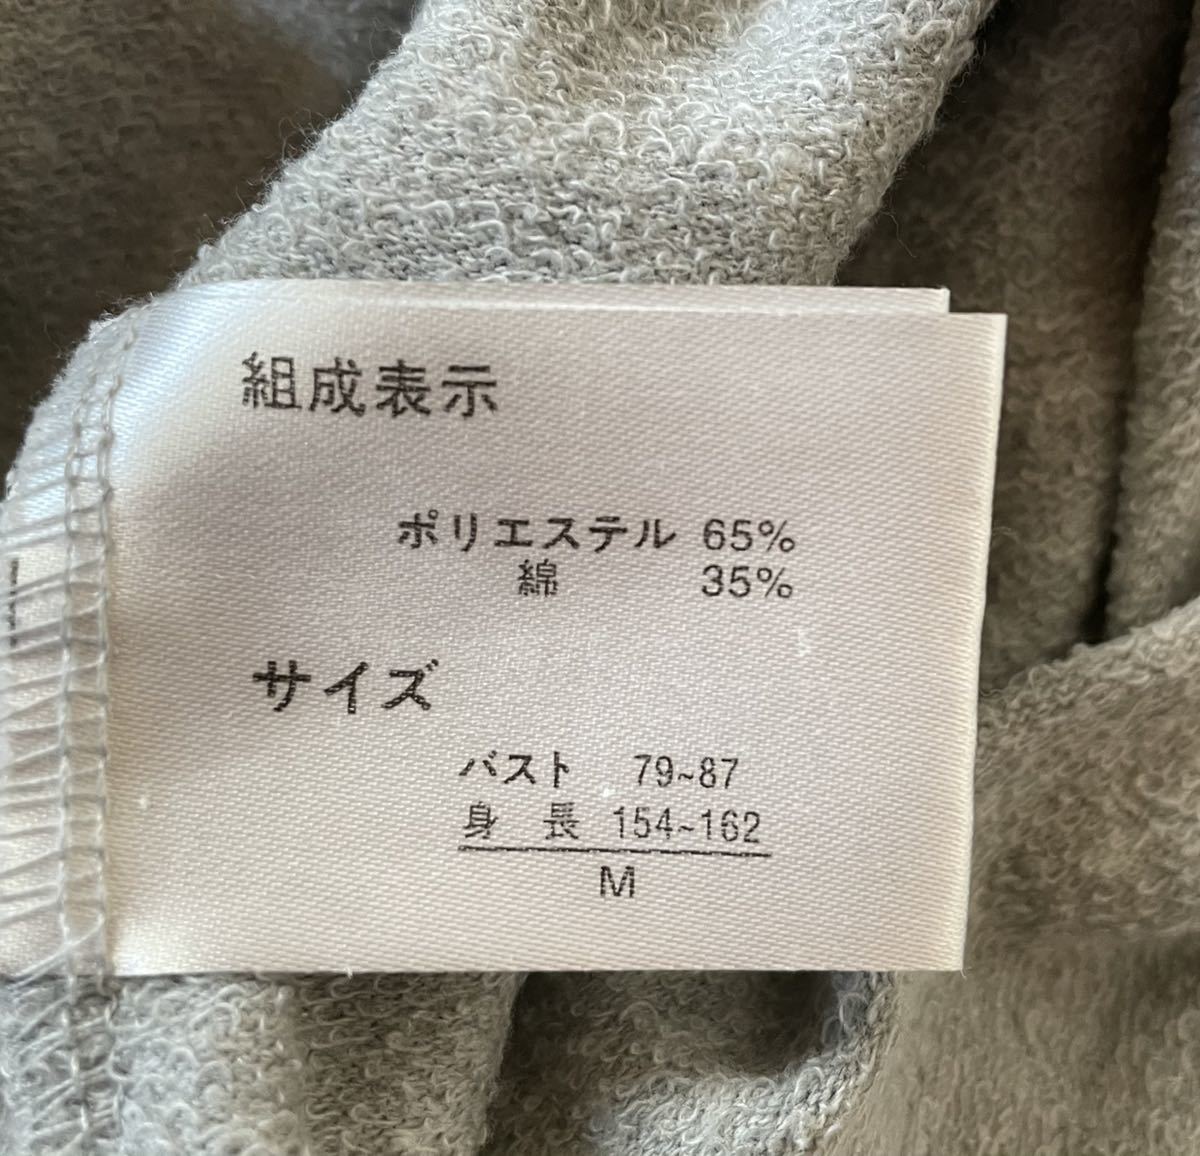 組成表示
ポリエステル 65%
綿 35%
サイズ
バスト 79~87
身 長 154~162
M